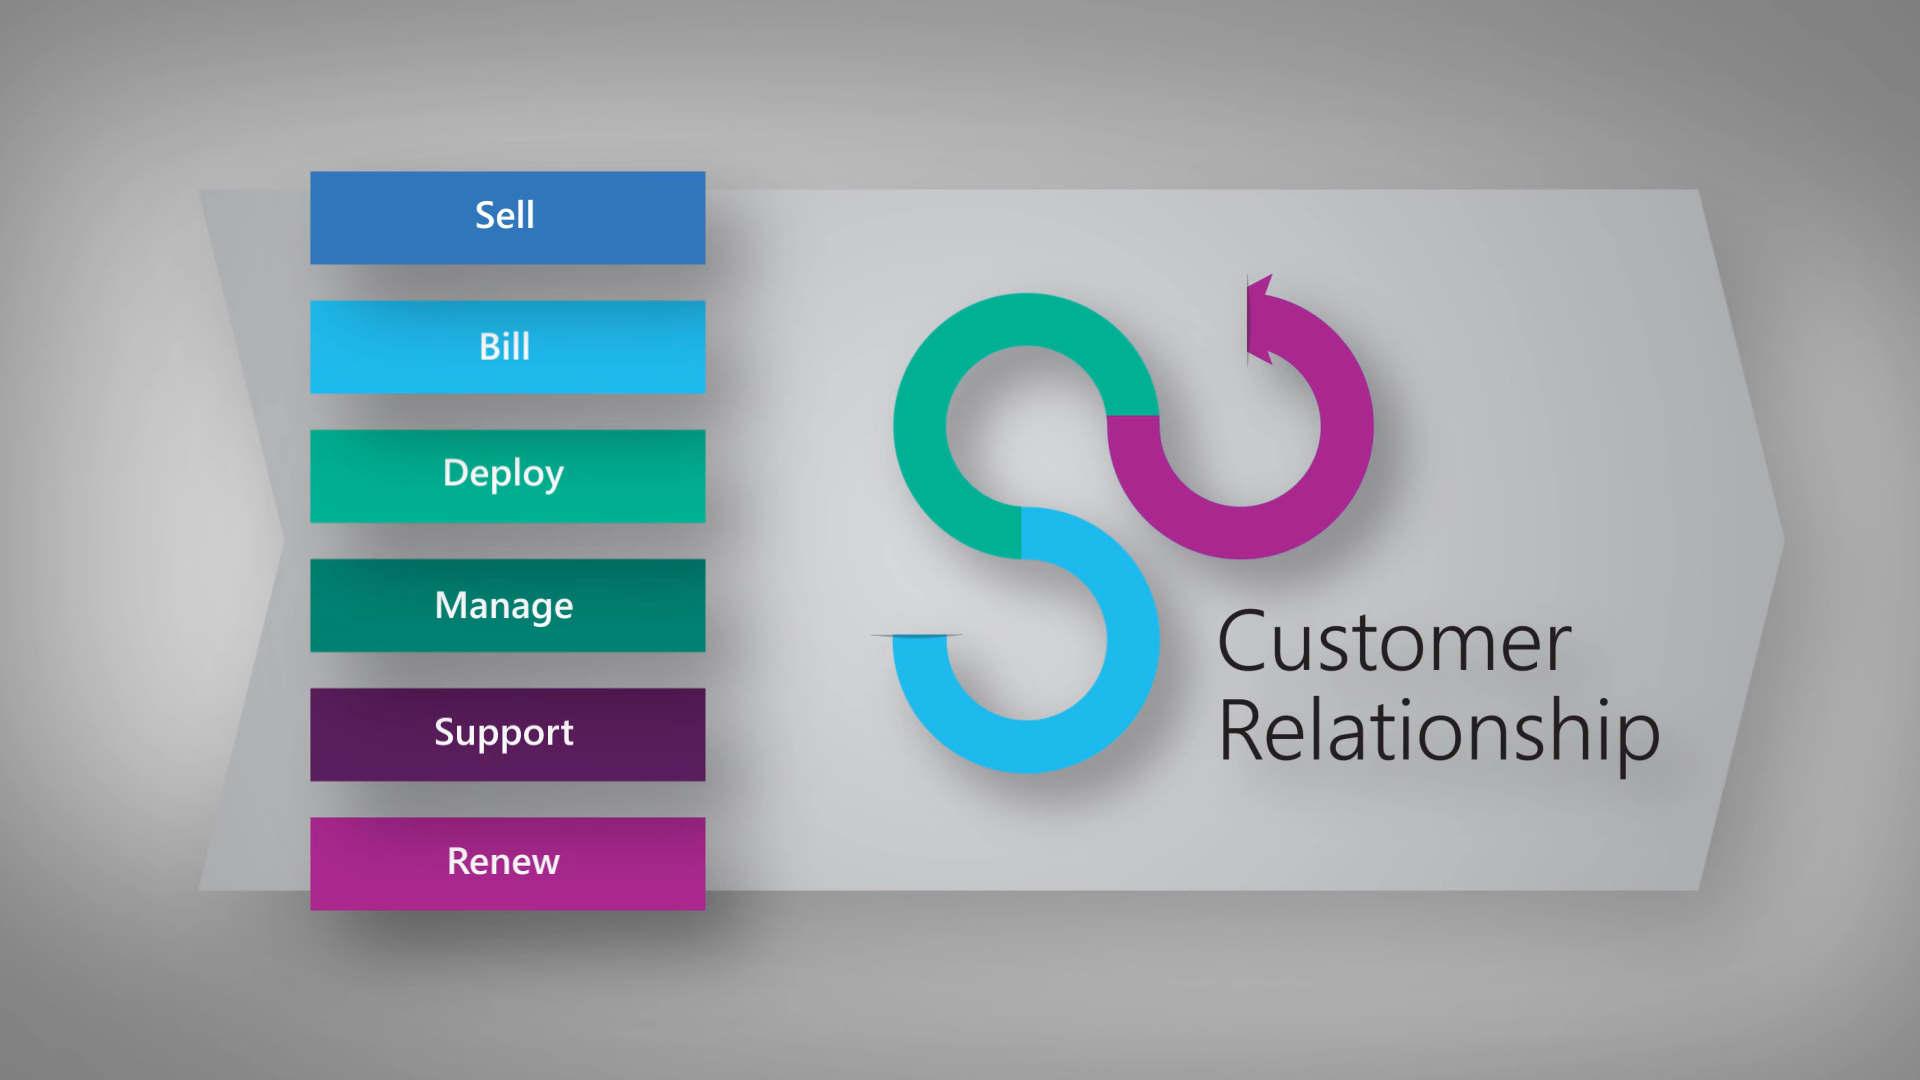 Sell
Bill
Deploy
Manage
Support
Renew
Customer
Relationship